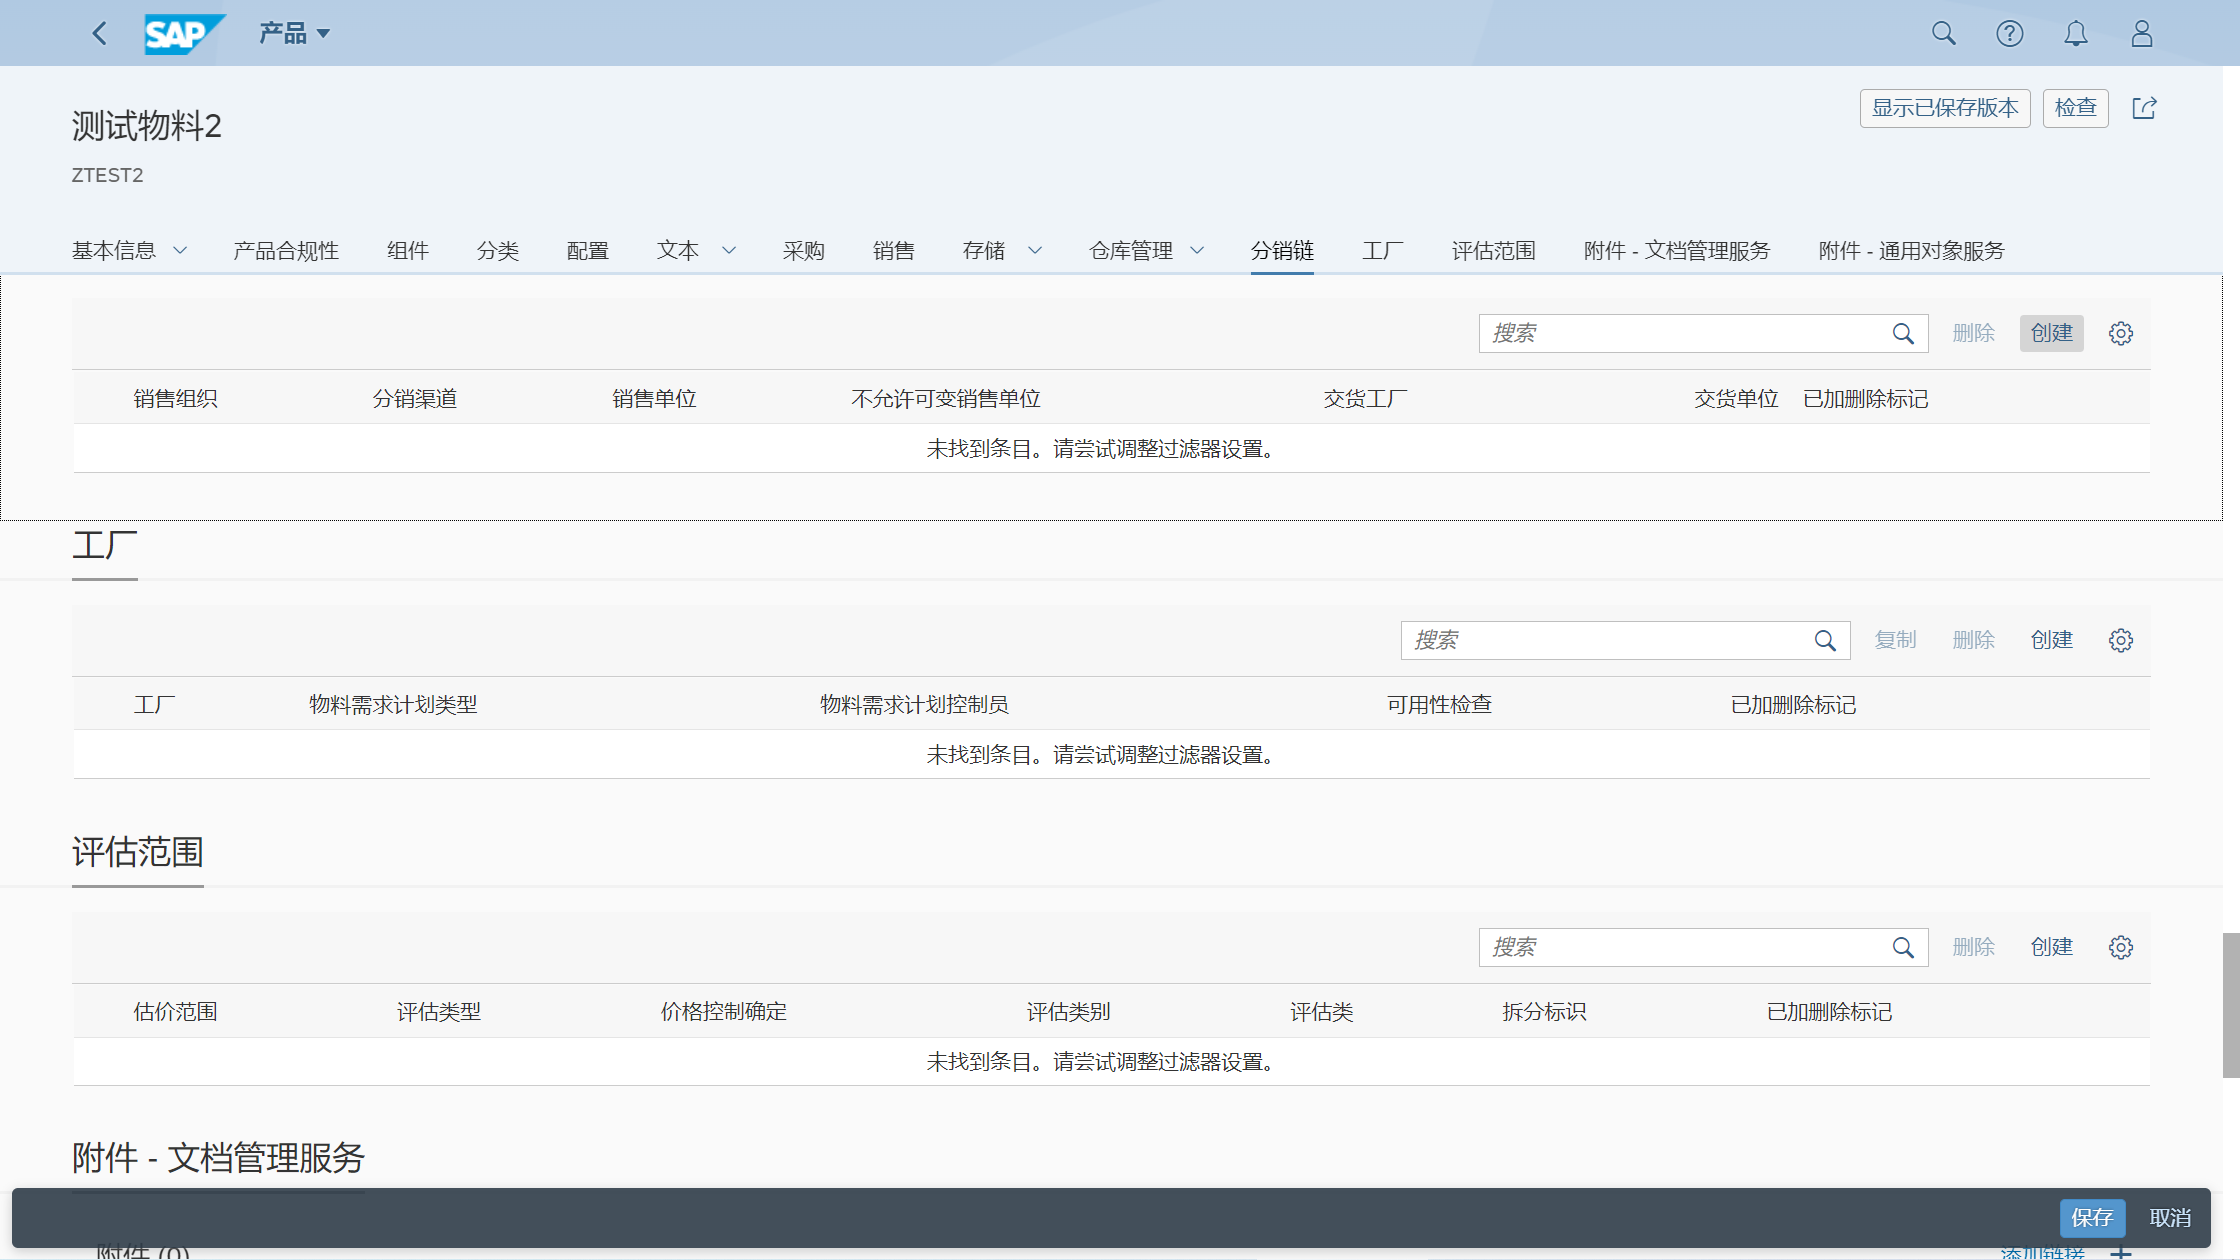 SAP 产品
显示已保存版本 检查
测试物料2
ZTEST2
基本信息 产品合规性 组件 分类 配置 文本 采购 销售 存储 仓库管理 分销链 工厂 评估范围 附件 - 文档管理服务 附件 - 通用对象服务
搜索 删除 创建
销售组织 分销渠道 销售单位 不允许可变销售单位 交货工厂 交货单位 已加删除标记
未找到条目。请尝试调整过滤器设置。
工厂
搜索 复制 删除 创建
工厂 物料需求计划类型 物料需求计划控制员 可用性检查 已加删除标记
未找到条目。请尝试调整过滤器设置。
评估范围
搜索 删除 创建
估价范围 评估类型 价格控制确定 评估类别 评估类 拆分标识 已加删除标记
未找到条目。请尝试调整过滤器设置。
附件 - 文档管理服务
保存 取消
附件 (0) 添加链接